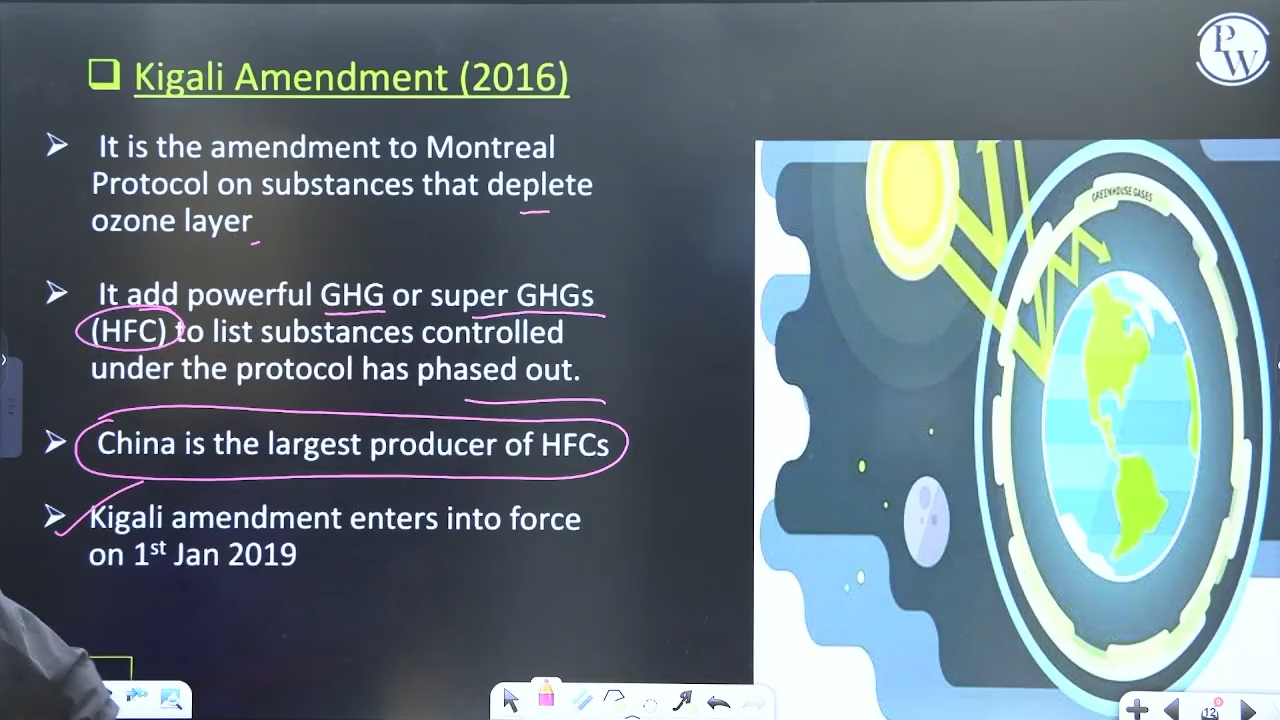 PW
Kigali Amendment (2016)
It is the amendment to Montreal
Protocol on substances that deplete
ozone layer
It add powerful GHG or super GHGs
(HFC) to list substances controlled
under the protocol has phased out.
China is the largest producer of HFCs
Kigali amendment enters into force
on 1st Jan 2019
GREENHOUSE GASES
12